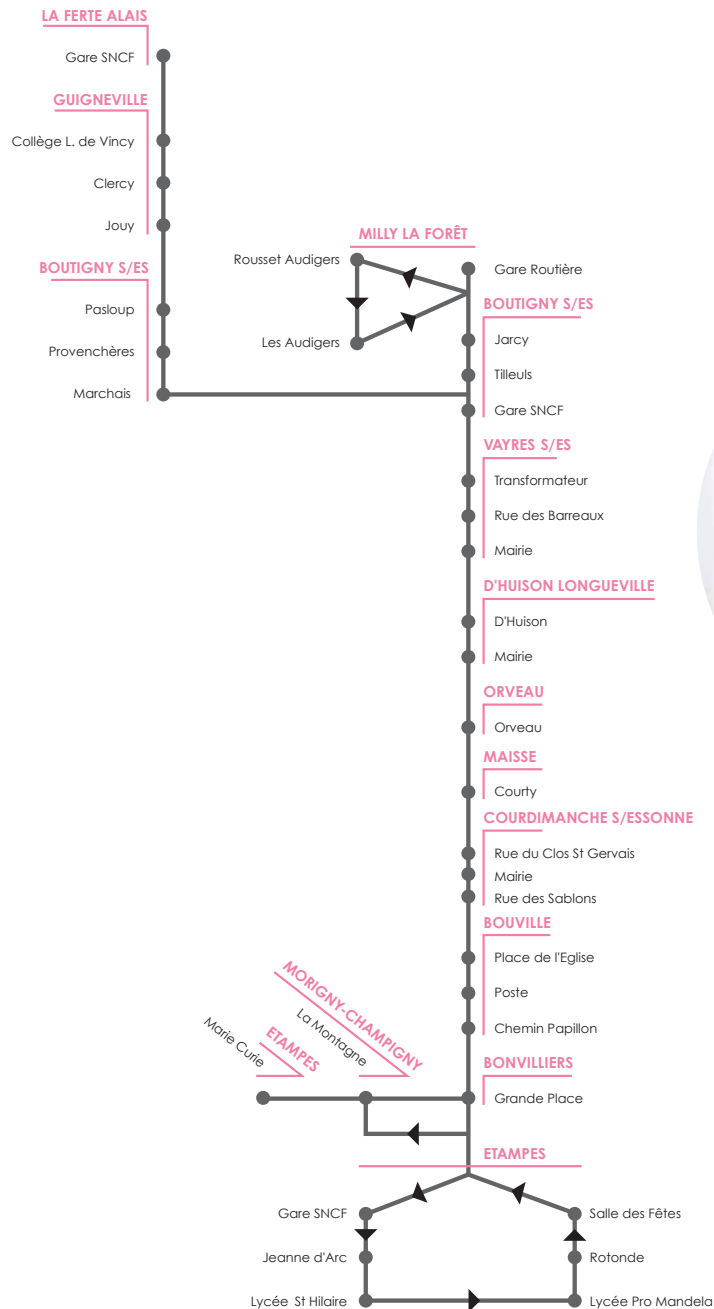 LA FERTE ALAIS
Gare SNCF
GUIGNEVILLE
Collège L. de Vincy
Clercy
Jouy
BOUTIGNY S/ES
Pasloup
Provenchères
Marchais
MILLY LA FORÊT
Rousset Audigers
Les Audigers
Gare Routière
BOUTIGNY S/ES
Jarcy
Tilleuls
Gare SNCF
VAYRES S/ES
Transformateur
Rue des Barreaux
Mairie
D'HUISON LONGUEVILLE
D'Huison
Mairie
ORVEAU
Orveau
MAISSE
Courty
COURDIMANCHE S/ESSONNE
Rue du Clos St Gervais
Mairie
Rue des Sablons
BOUVILLE
Place de l'Eglise
Poste
Chemin Papillon
MORIGNY-CHAMPIGNY
La Montagne
ETAMPES
Marie Curie
BONVILLIERS
Grande Place
ETAMPES
Gare SNCF
Salle des Fêtes
Jeanne d'Arc
Rotonde
Lycée St Hilaire
Lycée Pro Mandela